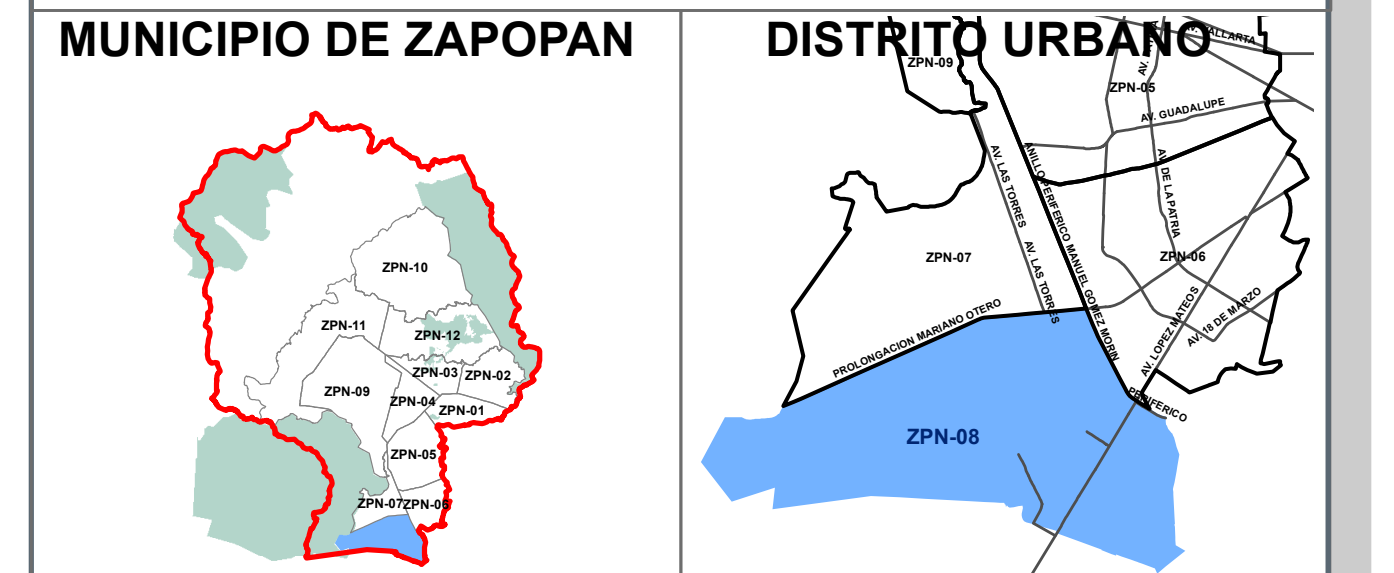 MUNICIPIO DE ZAPOPAN
ZPN-10
ZPN-11
ZPN-12
ZPN-03
ZPN-02
ZPN-09
ZPN-04
ZPN-01
ZPN-05
ZPN-07
ZPN-06
DISTRITO URBANO
AV. VALLARTA
ZPN-09
ZPN-05
AV. GUADALUPE
AV. LAS TORRES
ANILLO PERIFERICO MANUEL GOMEZ MORIN
AV. DE LA PATRIA
ZPN-07
ZPN-06
AV. LAS TORRES
PROLONGACION MARIANO OTERO
AV. LOPEZ MATEOS
AV. 18 DE MARZO
PERIFERICO
ZPN-08